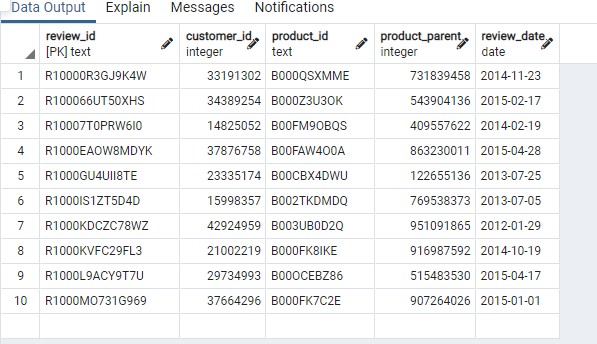 Data Output Explain Messages Notifications
review_id customer_id product_id product_parent review_date
[PK] text integer text integer date
1 R10000R3GJ9K4W 33191302 B000QSXMME 731839458 2014-11-23
2 R100066UT50XHS 34389254 B000Z3U3OK 543904136 2015-02-17
3 R10007T0PRW6I0 14825052 B00FM9OBQS 409557622 2014-02-19
4 R1000EAOW8MDYK 37876758 B00FAW4O0A 863230011 2015-04-28
5 R1000GU4UII8TE 23335174 B00CBX4DWU 122655136 2013-07-25
6 R1000IS1ZT5D4D 15998357 B002TKDMDQ 769538373 2013-07-05
7 R1000KDCZC78WZ 42924959 B003UB0D2Q 951091865 2012-01-29
8 R1000KVFC29FL3 21002219 B000FK8IKE 916987592 2014-10-19
9 R1000L9ACY9T7U 29734993 B00OCEBZ86 515483530 2015-04-17
10 R1000MO731G969 37664296 B000FK7C2E 907264026 2015-01-01